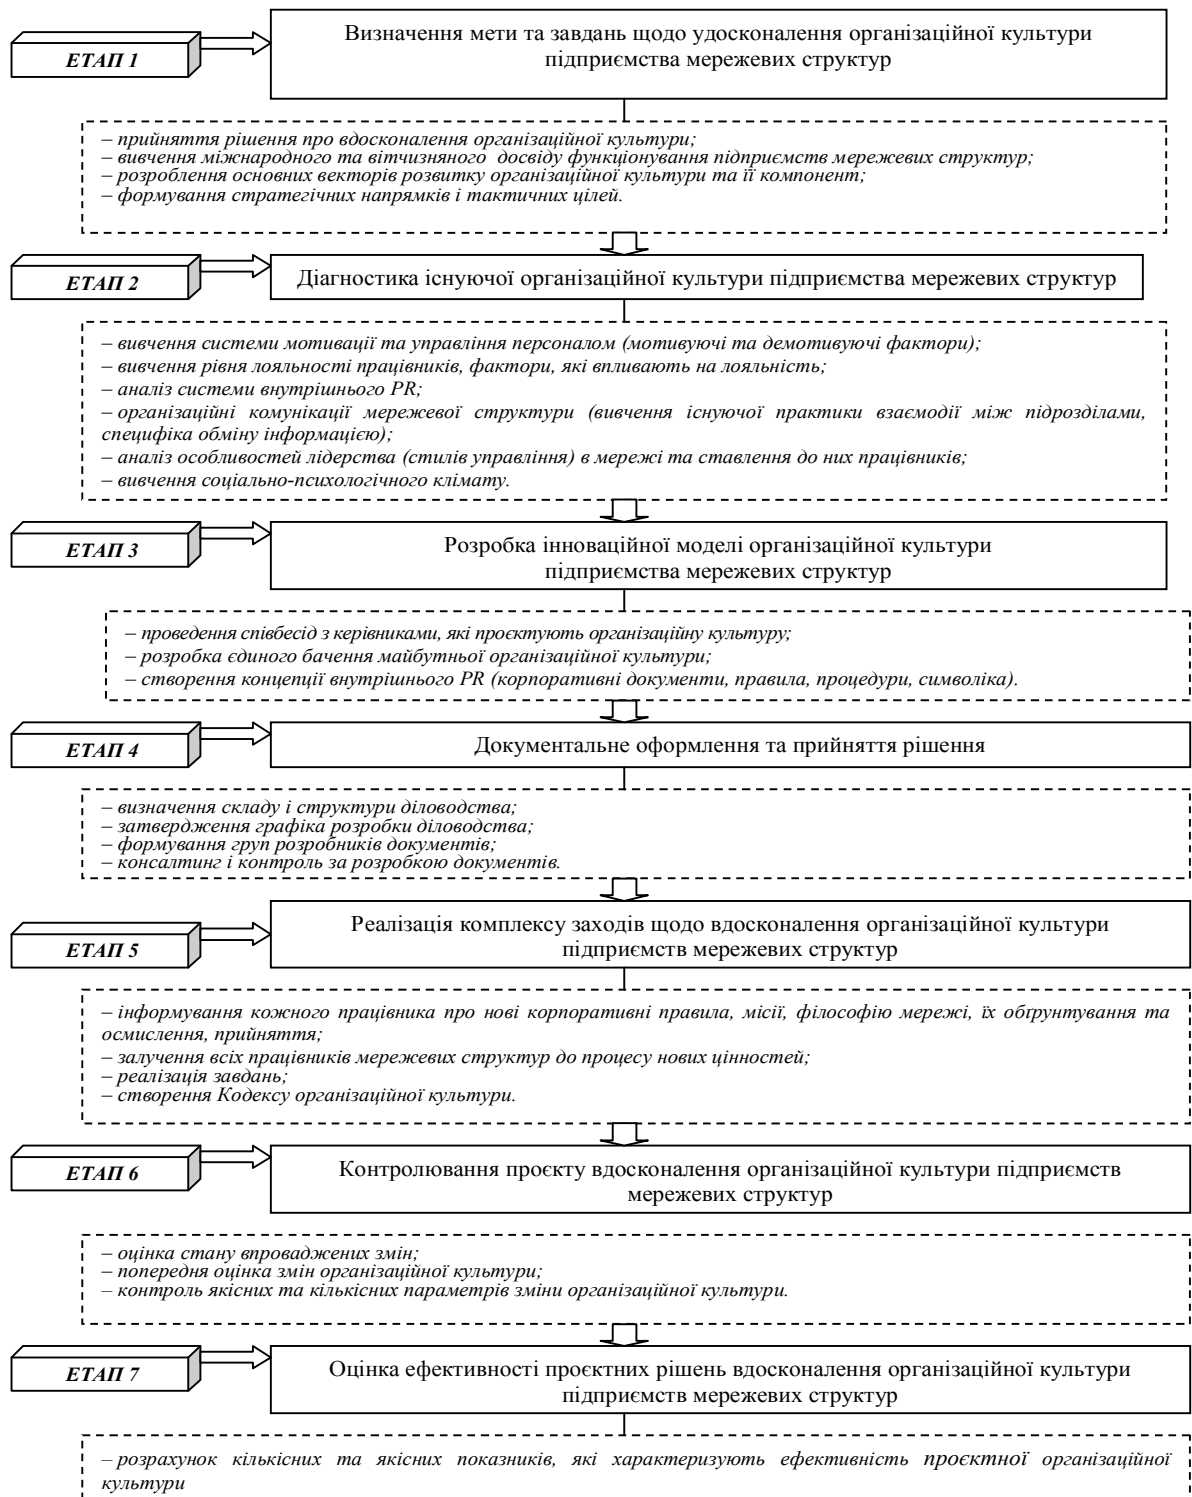 ЕТАП 1
Визначення мети та завдань щодо удосконалення організаційної культури
підприємства мережевих структур
– прийняття рішення про вдосконалення організаційної культури;
– вивчення міжнародного та вітчизняного досвіду функціонування підприємств мережевих структур;
– розроблення основних векторів розвитку організаційної культури та її компонент;
– формування стратегічних напрямків і тактичних цілей.
ЕТАП 2
Діагностика існуючої організаційної культури підприємства мережевих структур
– вивчення системи мотивації та управління персоналом (мотивуючі та демотивуючі фактори);
– вивчення рівня лояльності працівників, фактори, які впливають на лояльність;
– аналіз системи внутрішнього PR;
– організаційні комунікації мережевої структури (вивчення існуючої практики взаємодії між підрозділами,
специфіка обміну інформацією);
– аналіз особливостей лідерства (стилів управління) в мережі та ставлення до них працівників;
– вивчення соціально-психологічного клімату.
ЕТАП 3
Розробка інноваційної моделі організаційної культури
підприємства мережевих структур
– проведення співбесід з керівниками, які проєктують організаційну культуру;
– розробка єдиного бачення майбутньої організаційної культури;
– створення концепції внутрішнього PR (корпоративні документи, правила, процедури, символіка).
ЕТАП 4
Документальне оформлення та прийняття рішення
– визначення складу і структури діловодства;
– затвердження графіка розробки діловодства;
– формування груп розробників документів;
– консалтинг і контроль за розробкою документів.
ЕТАП 5
Реалізація комплексу заходів щодо вдосконалення організаційної культури
підприємств мережевих структур
– інформування кожного працівника про нові корпоративні правила, місії, філософію мережі, їх обґрунтування та
осмислення, прийняття;
– залучення всіх працівників мережевих структур до процесу нових цінностей;
– реалізація завдань;
– створення Кодексу організаційної культури.
ЕТАП 6
Контролювання проєкту вдосконалення організаційної культури підприємств
мережевих структур
– оцінка стану впроваджених змін;
– попередня оцінка змін організаційної культури;
– контроль якісних та кількісних параметрів зміни організаційної культури.
ЕТАП 7
Оцінка ефективності проєктних рішень вдосконалення організаційної культури
підприємств мережевих структур
– розрахунок кількісних та якісних показників, які характеризують ефективність проєктної організаційної
культури